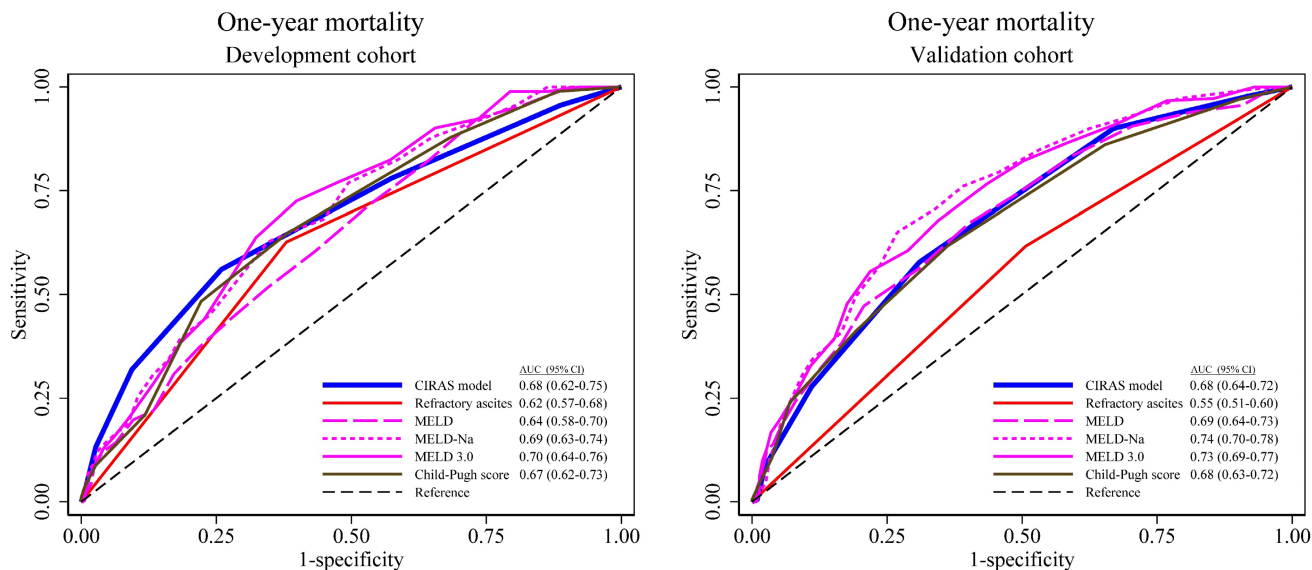 One-year mortality
Development cohort
Sensitivity
1.00
0.75
0.50
0.25
0.00
AUC (95% CI)
CIRAS model 0.68 (0.62-0.75)
Refractory ascites 0.62 (0.57-0.68)
MELD 0.64 (0.58-0.70)
MELD-Na 0.69 (0.63-0.74)
MELD 3.0 0.70 (0.64-0.76)
Child-Pugh score 0.67 (0.62-0.73)
Reference
0.00 0.25 0.50 0.75 1.00
1-specificity
One-year mortality
Validation cohort
Sensitivity
1.00
0.75
0.50
0.25
0.00
AUC (95% CI)
CIRAS model 0.68 (0.64-0.72)
Refractory ascites 0.55 (0.51-0.60)
MELD 0.69 (0.64-0.73)
MELD-Na 0.74 (0.70-0.78)
MELD 3.0 0.73 (0.69-0.77)
Child-Pugh score 0.68 (0.63-0.72)
Reference
0.00 0.25 0.50 0.75 1.00
1-specificity